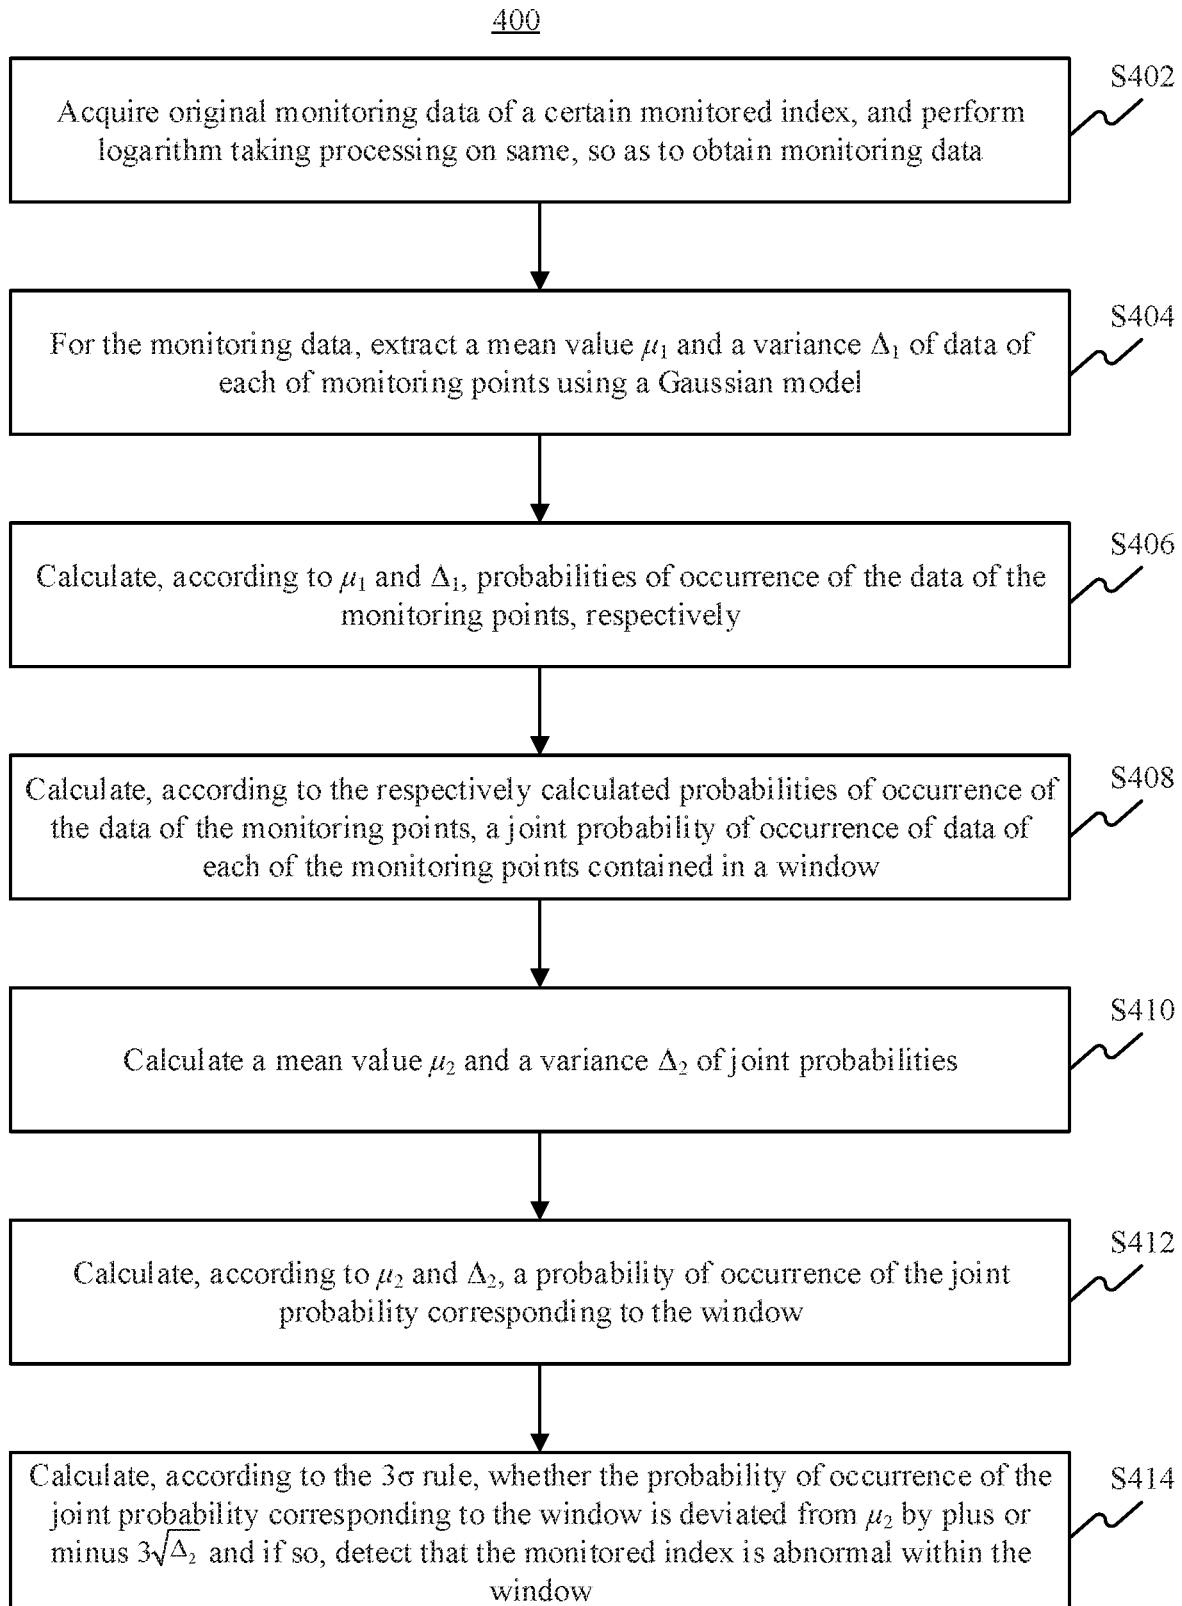 400
S402
Acquire original monitoring data of a certain monitored index, and perform
logarithm taking processing on same, so as to obtain monitoring data
S404
For the monitoring data, extract a mean value μ₁ and a variance Δ₁ of data of
each of monitoring points using a Gaussian model
S406
Calculate, according to μ₁ and Δ₁, probabilities of occurrence of the data of the
monitoring points, respectively
S408
Calculate, according to the respectively calculated probabilities of occurrence of
the data of the monitoring points, a joint probability of occurrence of data of
each of the monitoring points contained in a window
S410
Calculate a mean value μ₂ and a variance Δ₂ of joint probabilities
S412
Calculate, according to μ₂ and Δ₂, a probability of occurrence of the joint
probability corresponding to the window
S414
Calculate, according to the 3σ rule, whether the probability of occurrence of the
joint probability corresponding to the window is deviated from μ₂ by plus or
minus 3√Δ₂ and if so, detect that the monitored index is abnormal within the
window